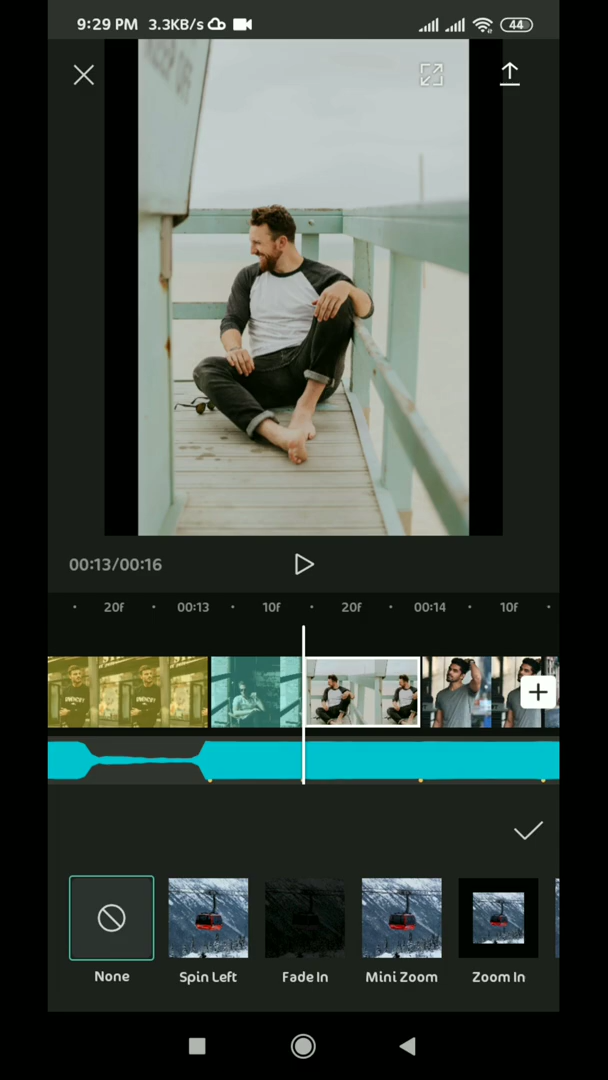 9:29 PM 3.3KB/s 44
00:13/00:16
20f 00:13 10f 20f 00:14 10f
None Spin Left Fade In Mini Zoom Zoom In